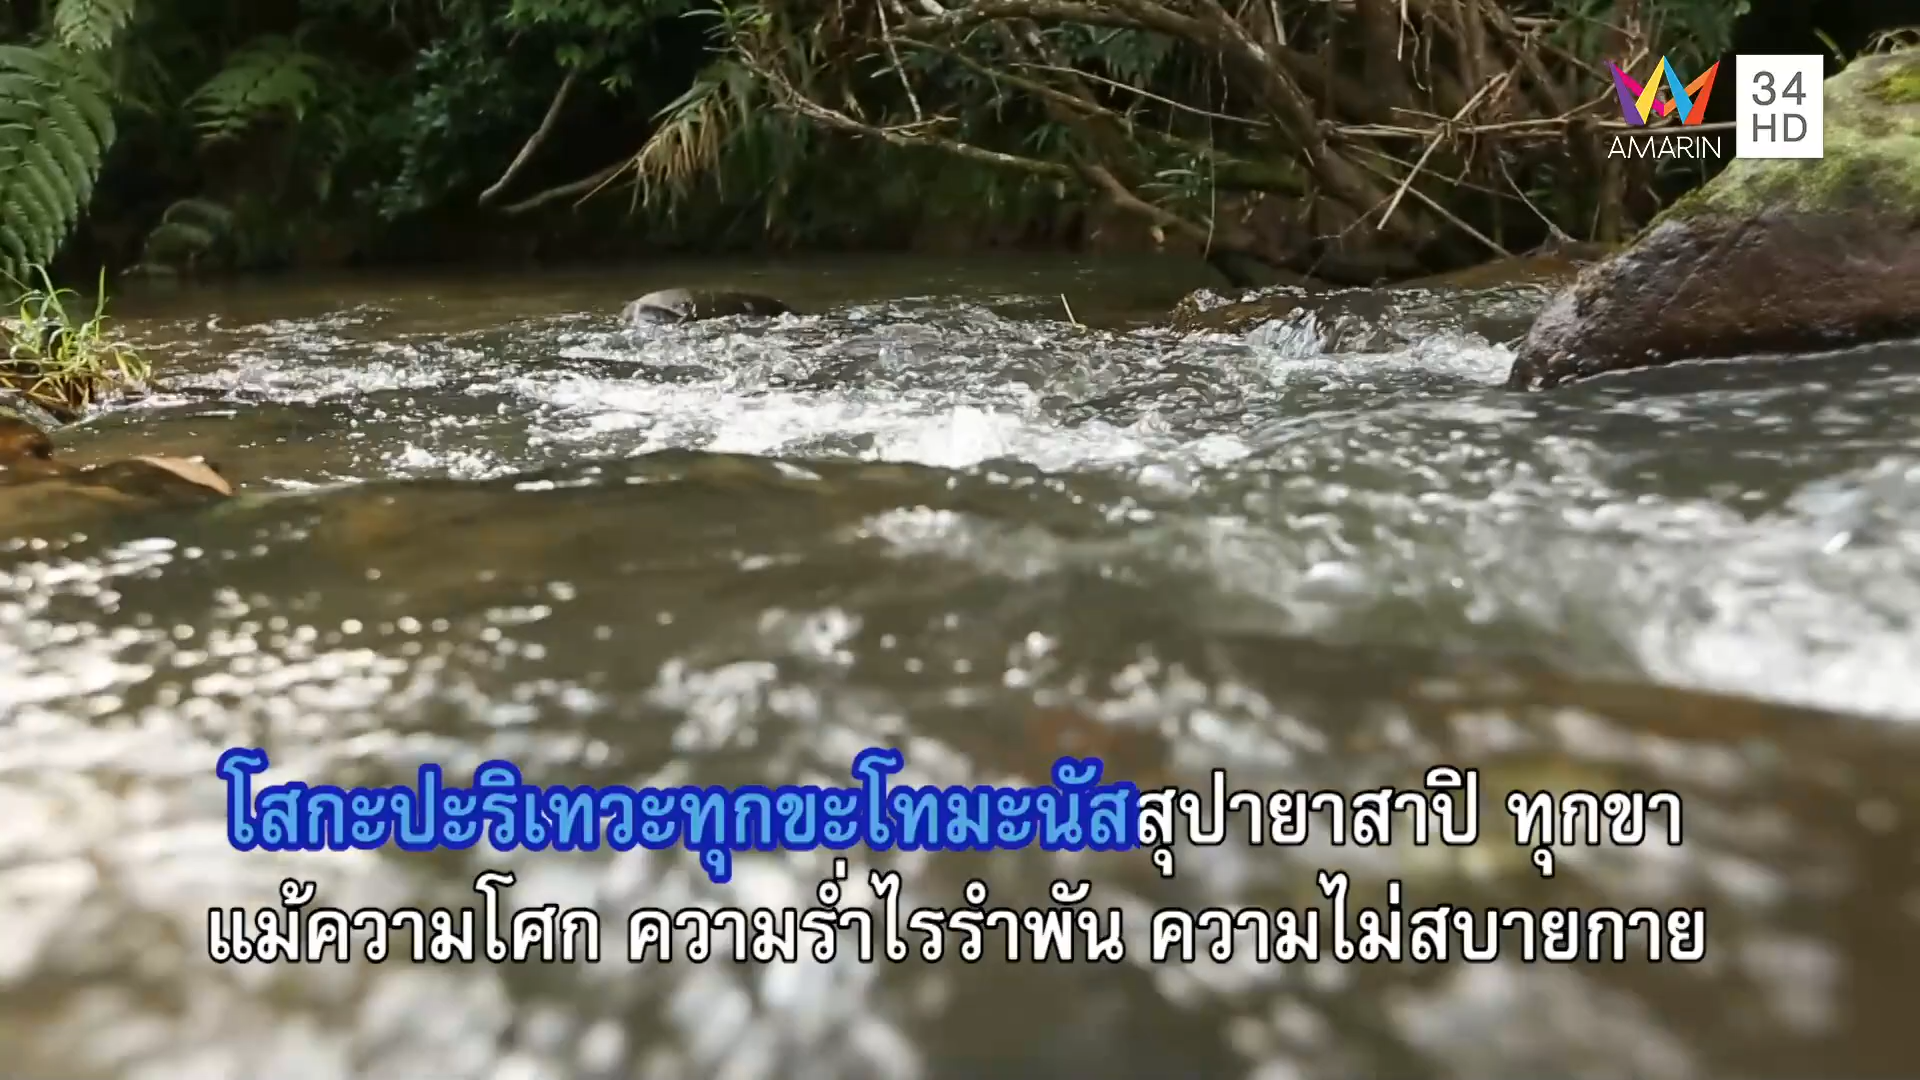 AMARIN
34
HD
โสกะปะริเทวะทุกขะโทมะนัสสุปายาสาปิ ทุกขา
แม้ความโศก ความร่ำไรรำพัน ความไม่สบายกาย